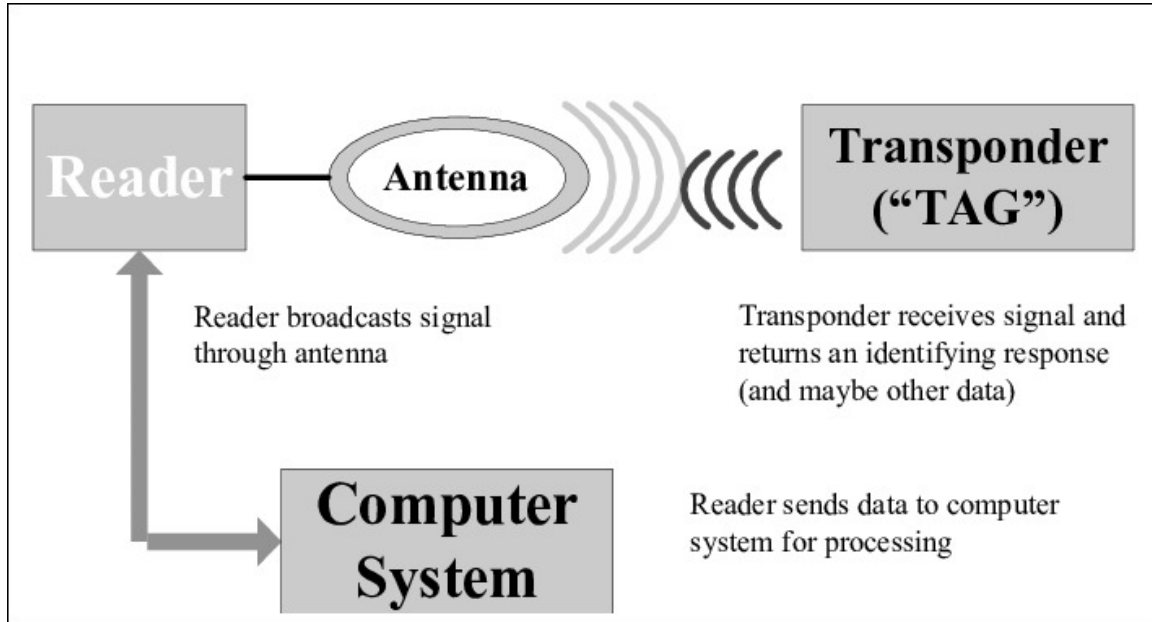 Reader
Antenna
Transponder
(“TAG”)
Reader broadcasts signal
through antenna
Transponder receives signal and
returns an identifying response
(and maybe other data)
Computer
System
Reader sends data to computer
system for processing